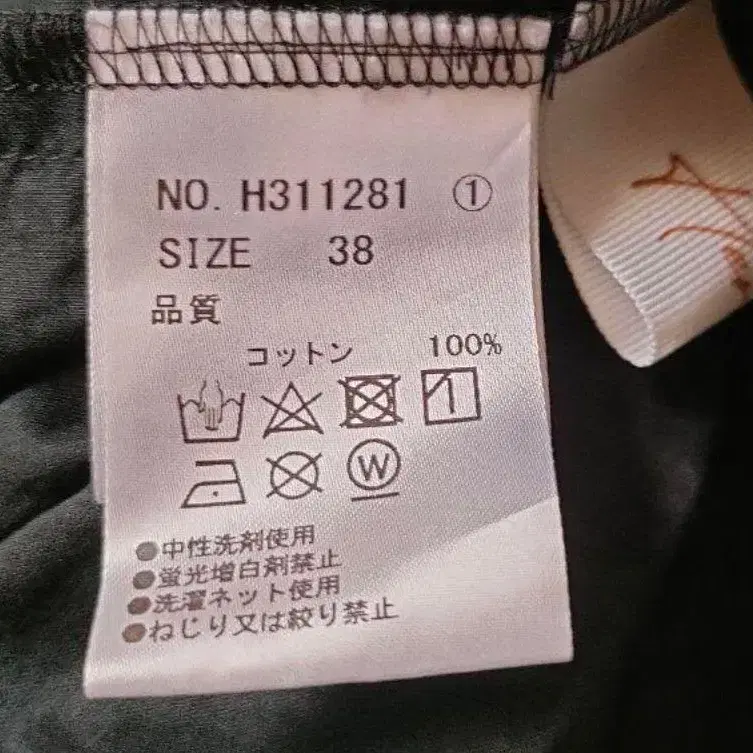 NO. H311281 ①
SIZE 38
品質
コットン 100%
W
●中性洗剤使用
●蛍光増白剤禁止
●洗濯ネット使用
●ねじり又は絞り禁止